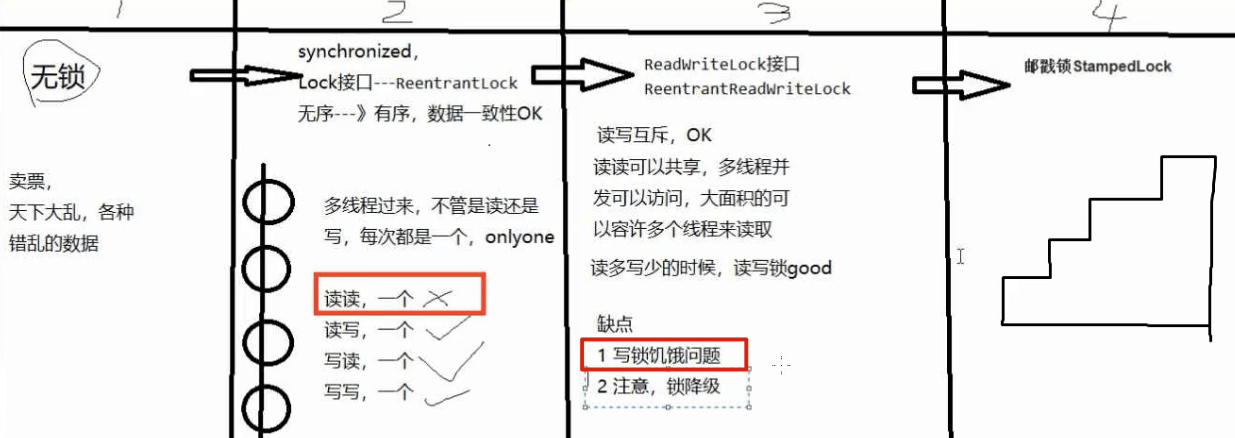 1
2
3
4
无锁
卖票，
天下大乱，各种
错乱的数据
synchronized，
Lock接口---ReentrantLock
无序---》有序，数据一致性OK
多线程过来，不管是读还是
写，每次都是一个，onlyone
读读，一个
读写，一个
写读，一个
写写，一个
ReadWriteLock接口
ReentrantReadWriteLock
读写互斥，OK
读读可以共享，多线程并
发可以访问，大面积的可
以容许多个线程来读取
读多写少的时候，读写锁good
缺点
1 写锁饥饿问题
2 注意，锁降级
邮戳锁StampedLock